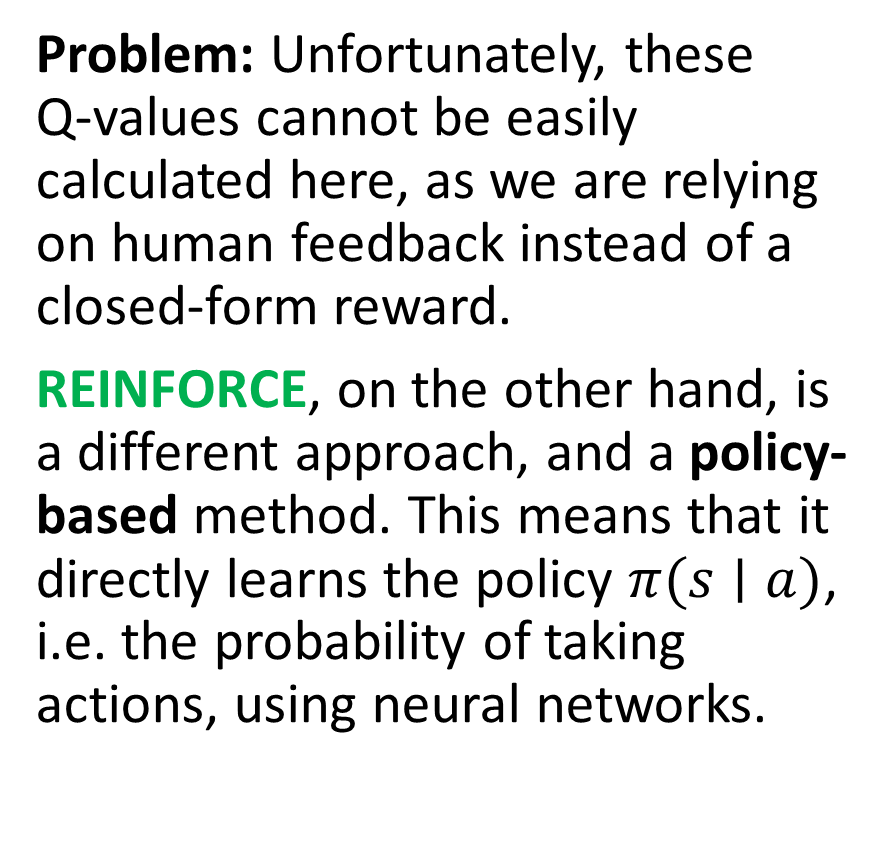 Problem: Unfortunately, these
Q-values cannot be easily
calculated here, as we are relying
on human feedback instead of a
closed-form reward.
REINFORCE, on the other hand, is
a different approach, and a policy-
based method. This means that it
directly learns the policy 𝜋(𝑠 | 𝑎),
i.e. the probability of taking
actions, using neural networks.